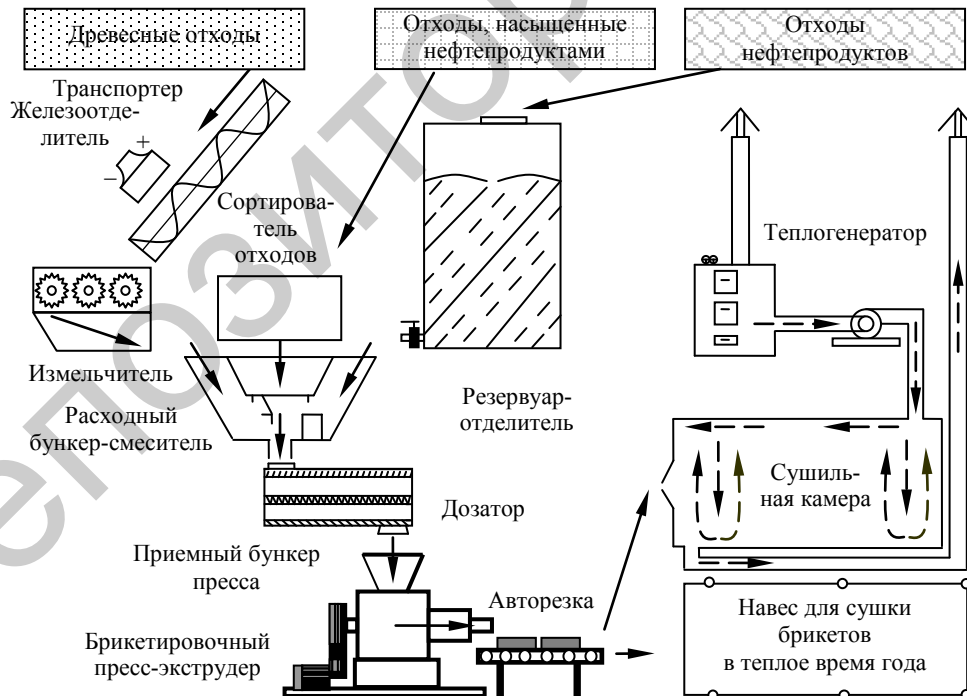 Древесные отходы
Отходы, насыщенные
нефтепродуктами
Отходы
нефтепродуктов
Транспортер
Железоотде-
литель
+
−
Сортирова-
тель
отходов
Теплогенератор
Измельчитель
Расходный
бункер-смеситель
Резервуар-
отделитель
Сушиль-
ная камера
Дозатор
Приемный бункер
пресса
Авторезка
Брикетировочный
пресс-экструдер
Навес для сушки
брикетов
в теплое время года